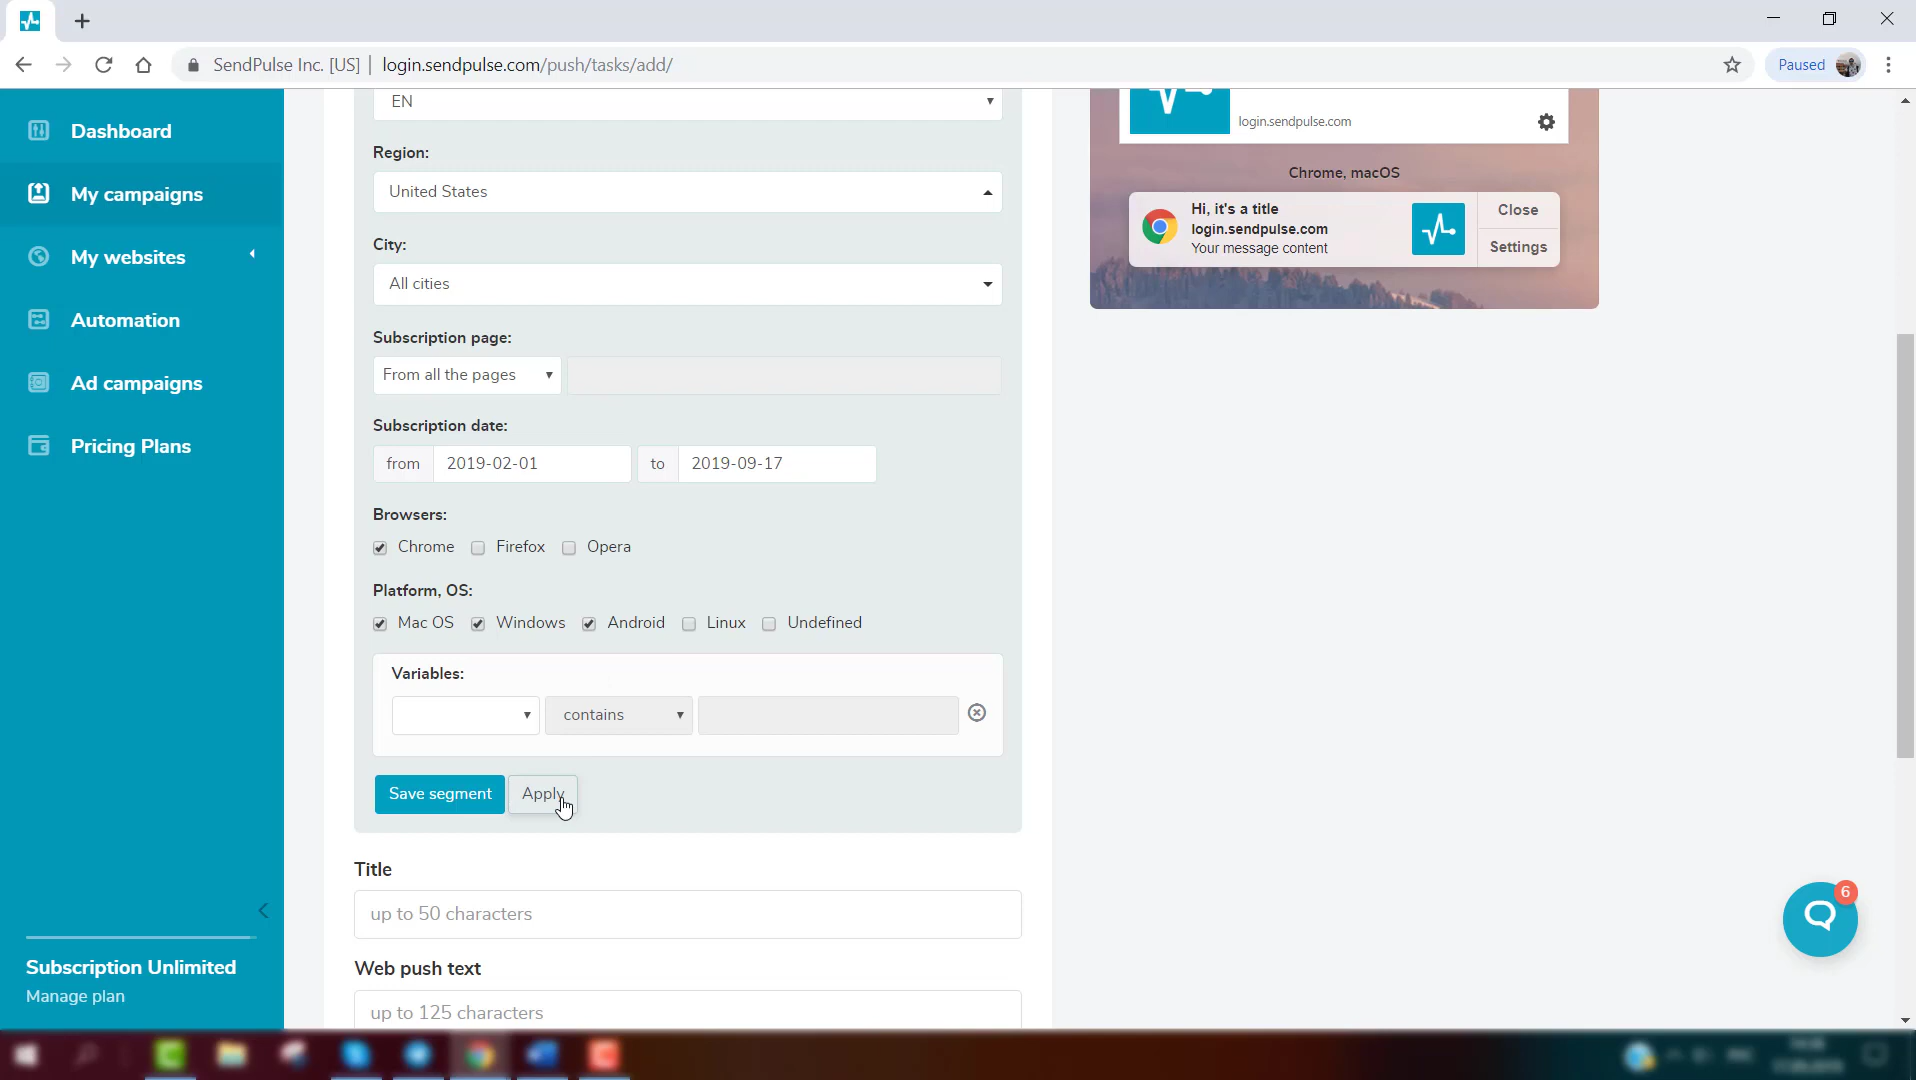 SendPulse Inc. [US] | login.sendpulse.com/push/tasks/add/
Paused
Dashboard
My campaigns
My websites
Automation
Ad campaigns
Pricing Plans
Subscription Unlimited
Manage plan
EN
Region:
United States
City:
All cities
Subscription page:
From all the pages
Subscription date:
from 2019-02-01 to 2019-09-17
Browsers:
Chrome Firefox Opera
Platform, OS:
Mac OS Windows Android Linux Undefined
Variables:
contains
Save segment Apply
Title
up to 50 characters
Web push text
up to 125 characters
login.sendpulse.com
Chrome, macOS
Hi, it's a title
login.sendpulse.com
Your message content
Close
Settings
6